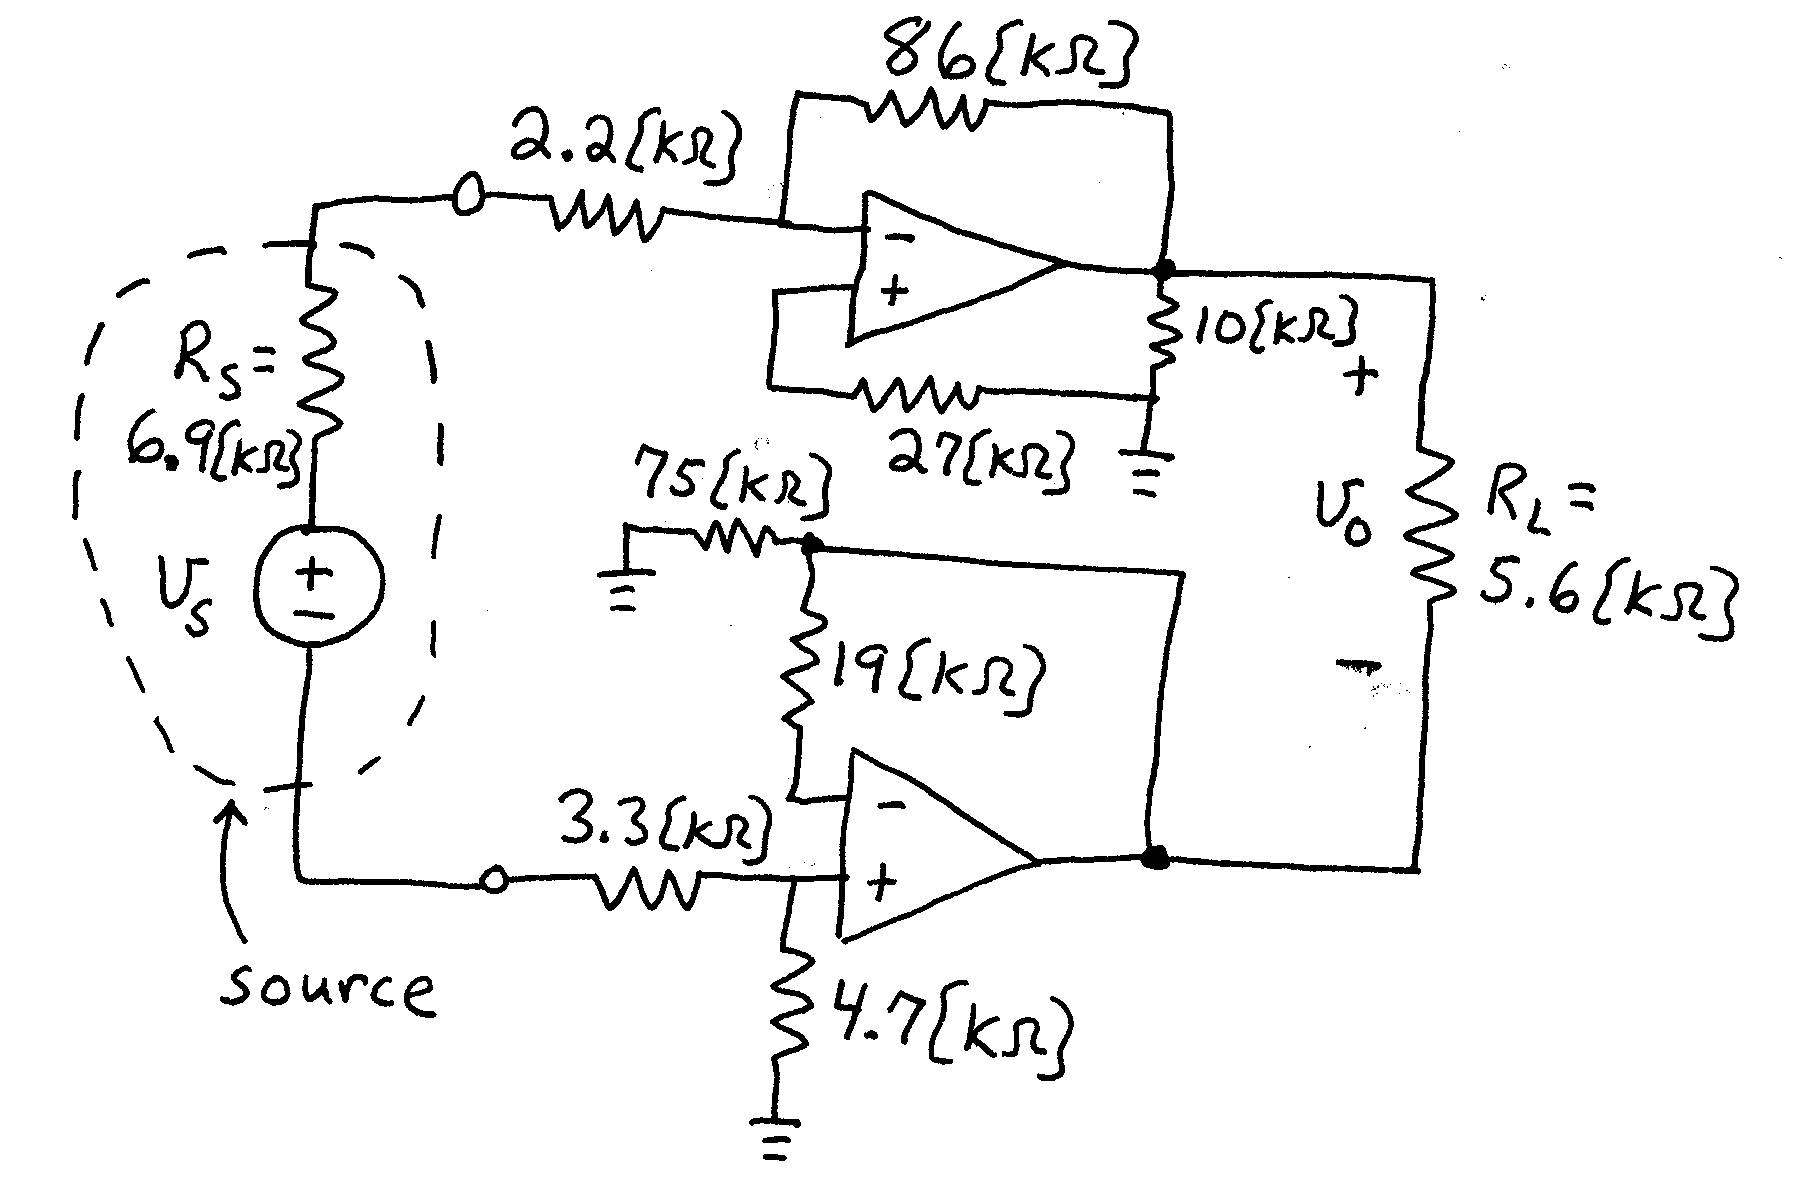 86[kΩ]
2.2[kΩ]
−
+
10[kΩ]
+
R_S =
6.9[kΩ]
27[kΩ]
75[kΩ]
v_o
R_L =
5.6[kΩ]
v_s
+
−
19[kΩ]
−
3.3[kΩ]
−
+
source
4.7[kΩ]